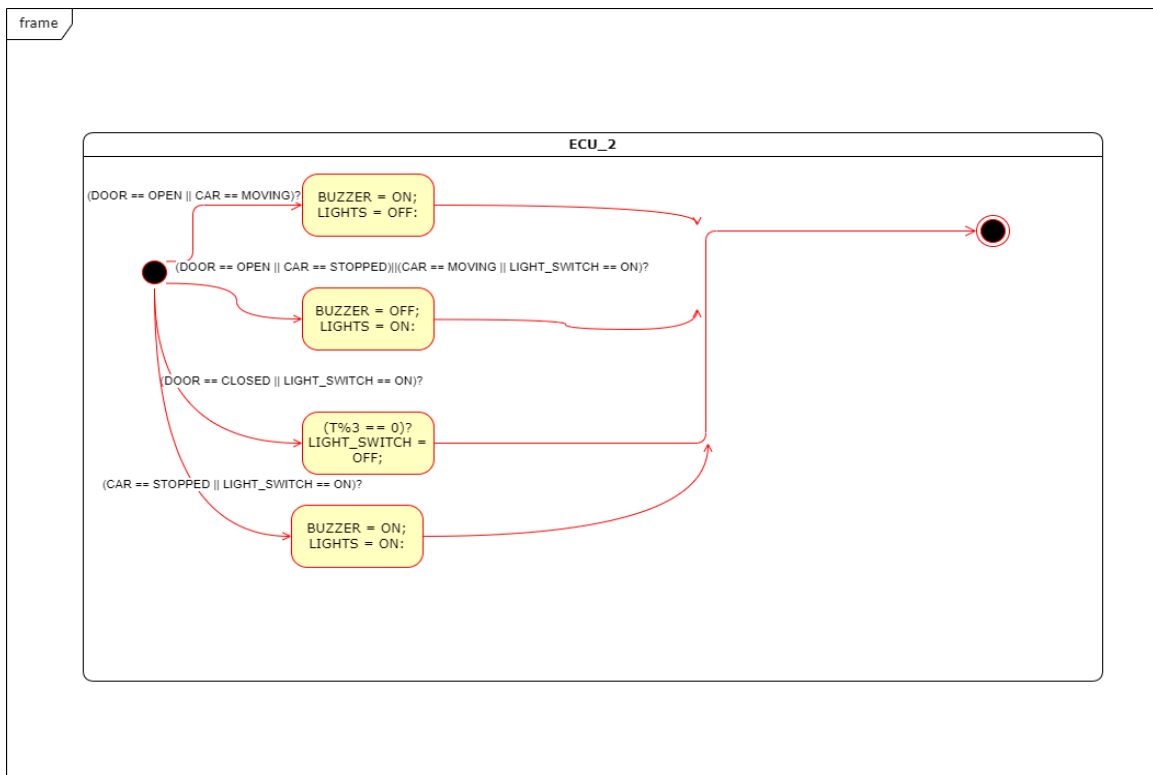 frame
ECU_2
(DOOR == OPEN || CAR == MOVING)?
BUZZER = ON;
LIGHTS = OFF:
(DOOR == OPEN || CAR == STOPPED)||(CAR == MOVING || LIGHT_SWITCH == ON)?
BUZZER = OFF;
LIGHTS = ON:
(DOOR == CLOSED || LIGHT_SWITCH == ON)?
(T%3 == 0)?
LIGHT_SWITCH =
OFF;
(CAR == STOPPED || LIGHT_SWITCH == ON)?
BUZZER = ON;
LIGHTS = ON: